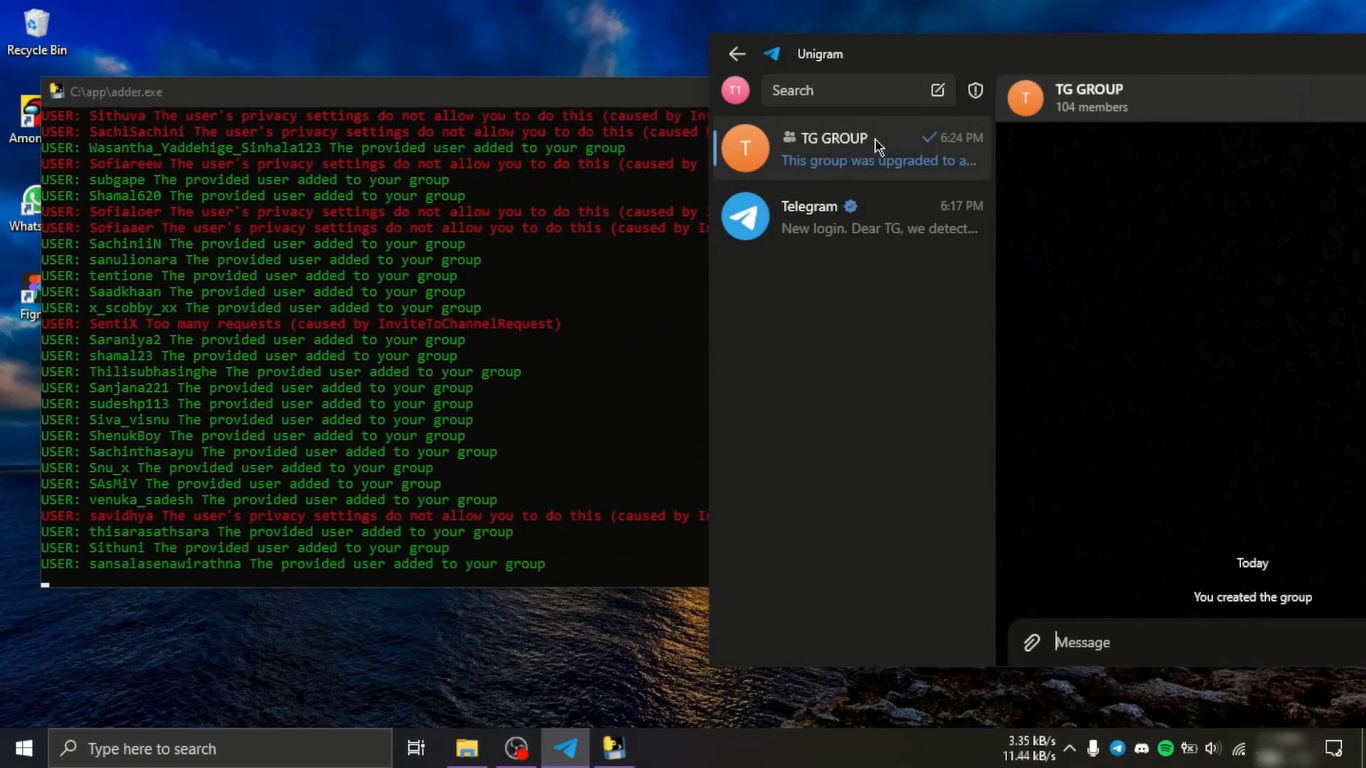 Recycle Bin
Amon
Whats
Figr
C:\app\adder.exe
USER: Sithuva The user's privacy settings do not allow you to do this (caused by In
USER: SachiSachini The user's privacy settings do not allow you to do this (caused
USER: Wasantha_Yaddehige_Sinhala123 The provided user added to your group
USER: Sofiareew The user's privacy settings do not allow you to do this (caused by
USER: subgape The provided user added to your group
USER: Shamal620 The provided user added to your group
USER: Sofialoer The user's privacy settings do not allow you to do this (caused by
USER: Sofiaaer The user's privacy settings do not allow you to do this (caused by I
USER: SachiniiN The provided user added to your group
USER: sanulionara The provided user added to your group
USER: tentione The provided user added to your group
USER: Saadkhaan The provided user added to your group
USER: x_scobby_xx The provided user added to your group
USER: SentiX Too many requests (caused by InviteToChannelRequest)
USER: Saraniya2 The provided user added to your group
USER: shamal23 The provided user added to your group
USER: Thilisubhasinghe The provided user added to your group
USER: Sanjana221 The provided user added to your group
USER: sudeshp113 The provided user added to your group
USER: Siva_visnu The provided user added to your group
USER: ShenukBoy The provided user added to your group
USER: Sachinthasayu The provided user added to your group
USER: Snu_x The provided user added to your group
USER: SAsMiY The provided user added to your group
USER: venuka_sadesh The provided user added to your group
USER: savidhya The user's privacy settings do not allow you to do this (caused by In
USER: thisarasathsara The provided user added to your group
USER: Sithuni The provided user added to your group
USER: sansalasenawirathna The provided user added to your group
Unigram
T1
Search
T
TG GROUP
6:24 PM
This group was upgraded to a...
Telegram
6:17 PM
New login. Dear TG, we detect...
T
TG GROUP
104 members
Today
You created the group
Message
Type here to search
3.35 kB/s
11.44 kB/s